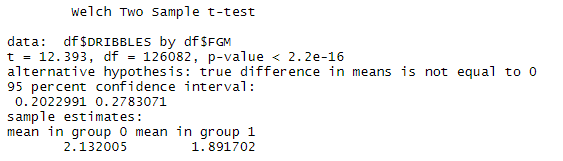 Welch Two Sample t-test
data:  df$DRIBBLES by df$FGM
t = 12.393, df = 126082, p-value < 2.2e-16
alternative hypothesis: true difference in means is not equal to 0
95 percent confidence interval:
0.2022991 0.2783071
sample estimates:
mean in group 0 mean in group 1
2.132005        1.891702